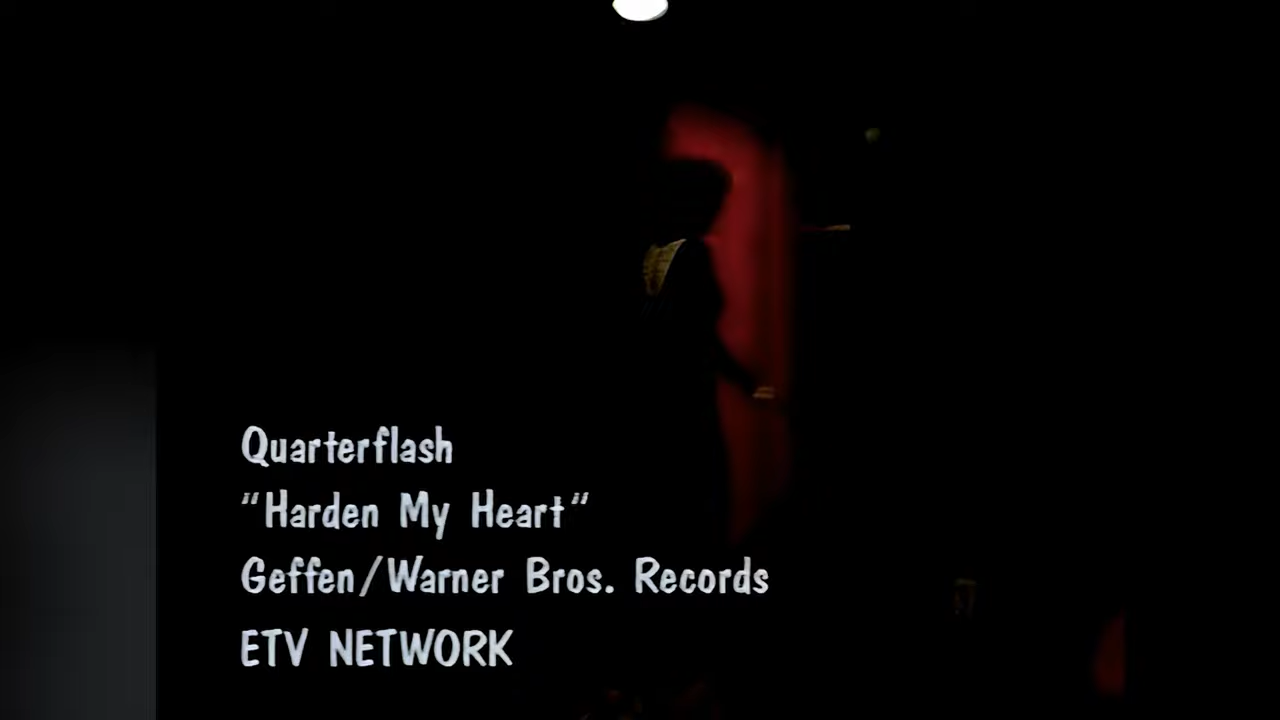 Quarterflash
“Harden My Heart“
Geffen/Warner Bros. Records
ETV NETWORK